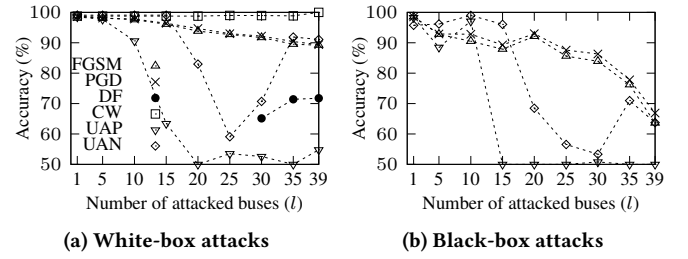 100
90
80
70
60
50
Accuracy (%)
FGSM
PGD
DF
CW
UAP
UAN
1 5 10 15 20 25 30 35 39
Number of attacked buses (l)
(a) White-box attacks
100
90
80
70
60
50
Accuracy (%)
1 5 10 15 20 25 30 35 39
Number of attacked buses (l)
(b) Black-box attacks